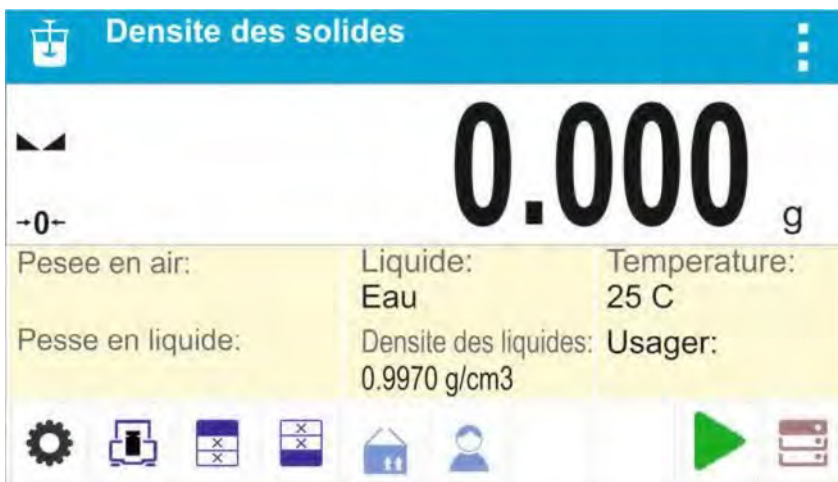 Densite des solides
0.000 g
→0←
Pesee en air:
Liquide:
Eau
Temperature:
25 C
Pesse en liquide:
Densite des liquides:
0.9970 g/cm3
Usager: